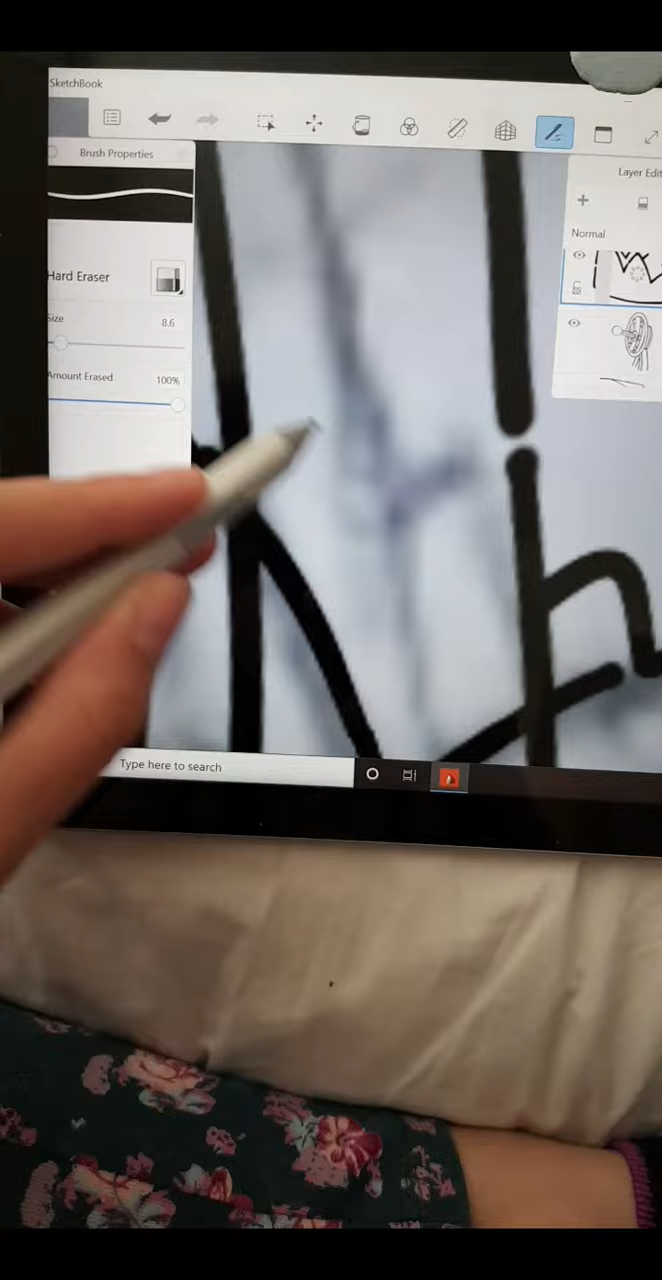 SketchBook
Brush Properties
Layer Edit
Normal
Hard Eraser
Size
8.6
Amount Erased
100%
Type here to search